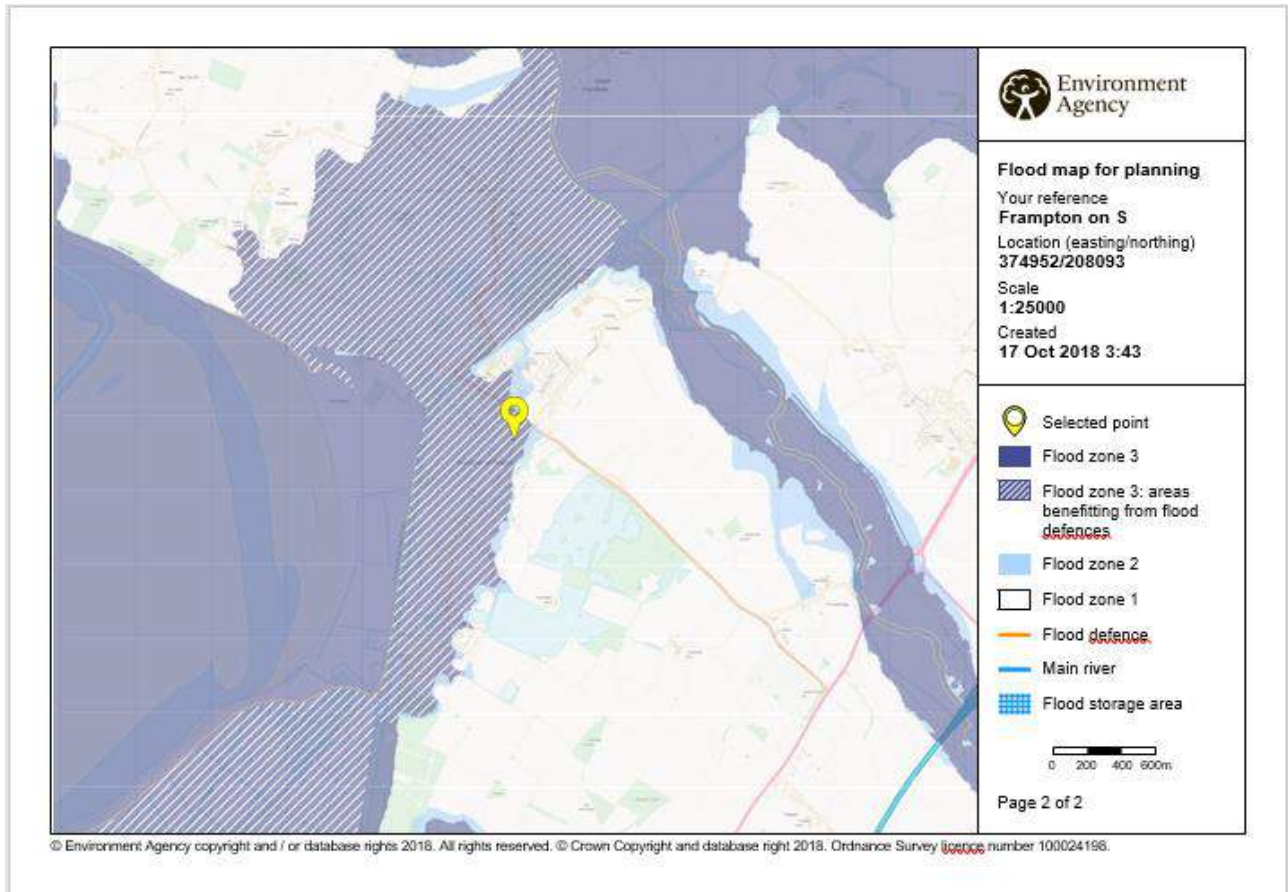 Environment
Agency
Flood map for planning
Your reference
Frampton on S
Location (easting/northing)
374952/208093
Scale
1:25000
Created
17 Oct 2018 3:43
Selected point
Flood zone 3
Flood zone 3: areas
benefitting from flood
defences
Flood zone 2
Flood zone 1
Flood defence
Main river
Flood storage area
0 200 400 600m
Page 2 of 2
© Environment Agency copyright and / or database rights 2018. All rights reserved. © Crown Copyright and database right 2018. Ordnance Survey licence number 100024198.